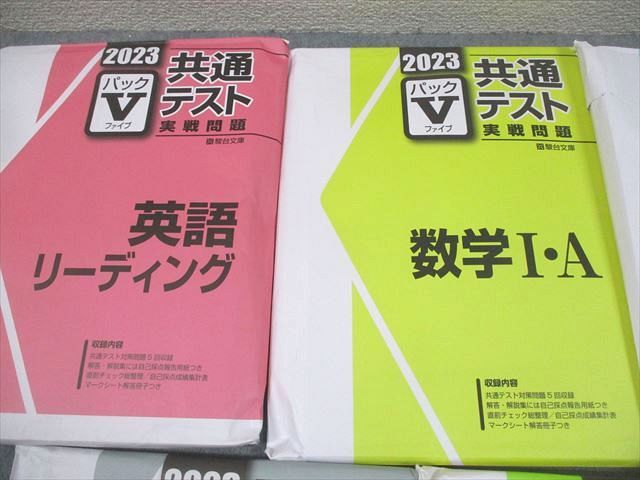 2023
共通
テスト
パック
V
ファイブ
実戦問題
駿台文庫
英語
リーディング
収録内容
共通テスト対策問題5回収録
解答・解説集には自己採点報告用紙つき
直前チェック総整理/自己採点成績集計表
マークシート解答冊子つき
2023
共通
テスト
パック
V
ファイブ
実戦問題
駿台文庫
数学I・A
収録内容
共通テスト対策問題5回収録
解答・解説集には自己採点報告用紙つき
直前チェック総整理/自己採点成績集計表
マークシート解答冊子つき